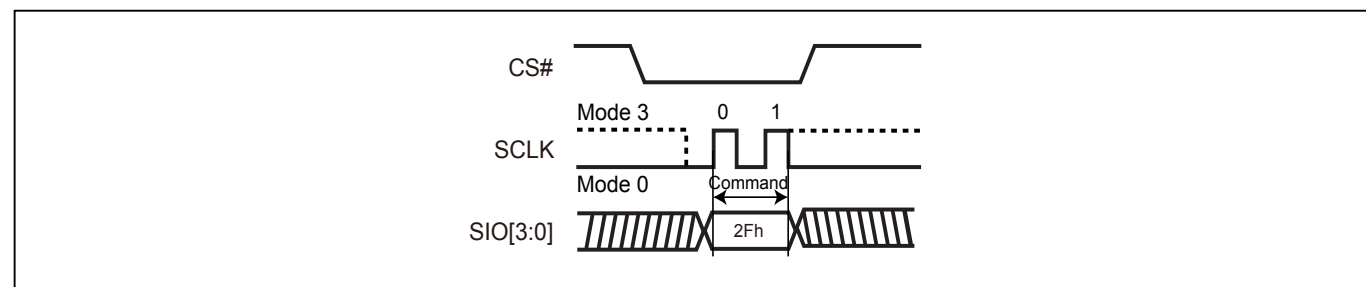 CS#
Mode 3 0 1
SCLK
Mode 0 Command
SIO[3:0] 2Fh